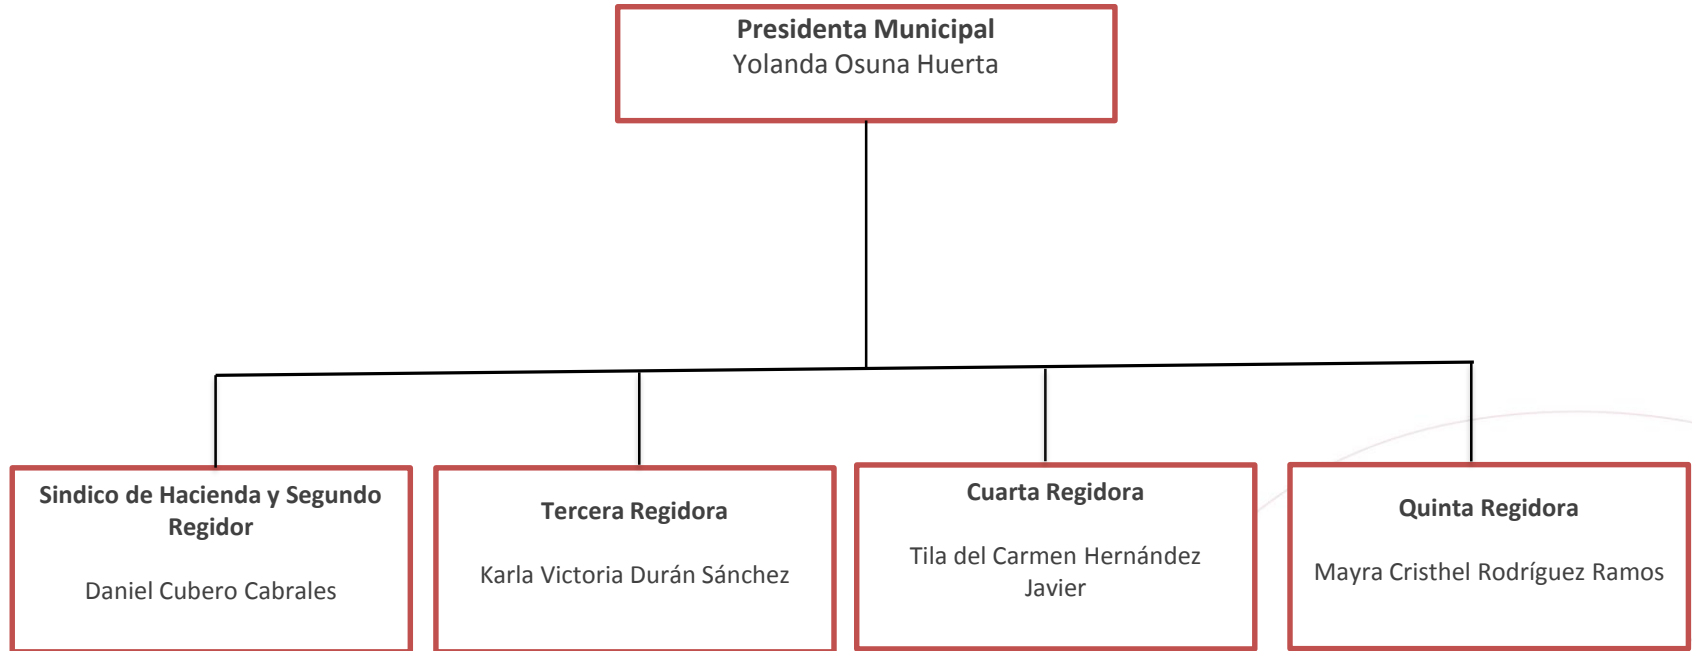 Presidenta Municipal
Yolanda Osuna Huerta
Sindico de Hacienda y Segundo
Regidor
Daniel Cubero Cabrales
Tercera Regidora
Karla Victoria Durán Sánchez
Cuarta Regidora
Tila del Carmen Hernández
Javier
Quinta Regidora
Mayra Cristhel Rodríguez Ramos